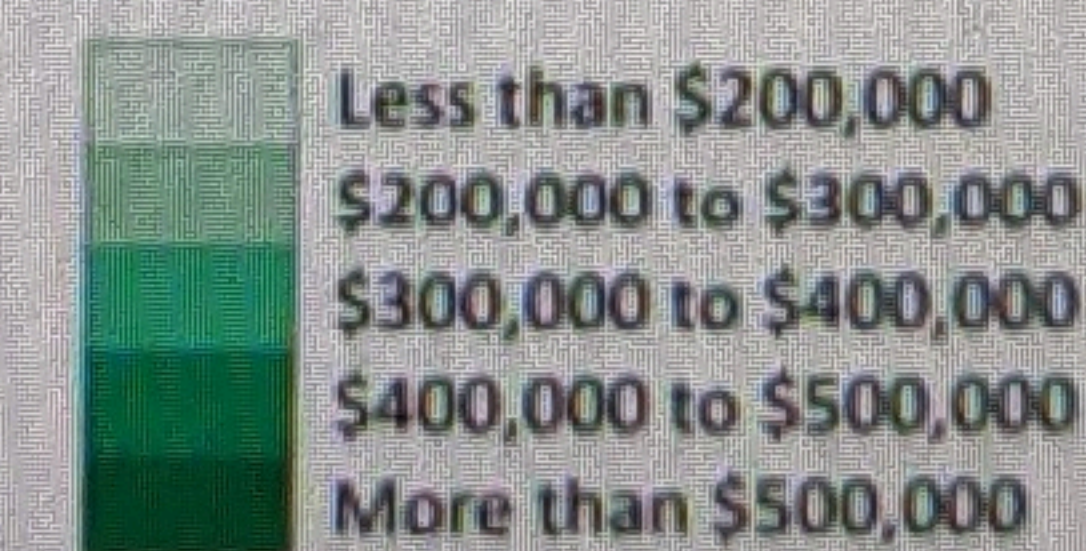 Less than $200,000
$200,000 to $300,000
$300,000 to $400,000
$400,000 to $500,000
More than $500,000